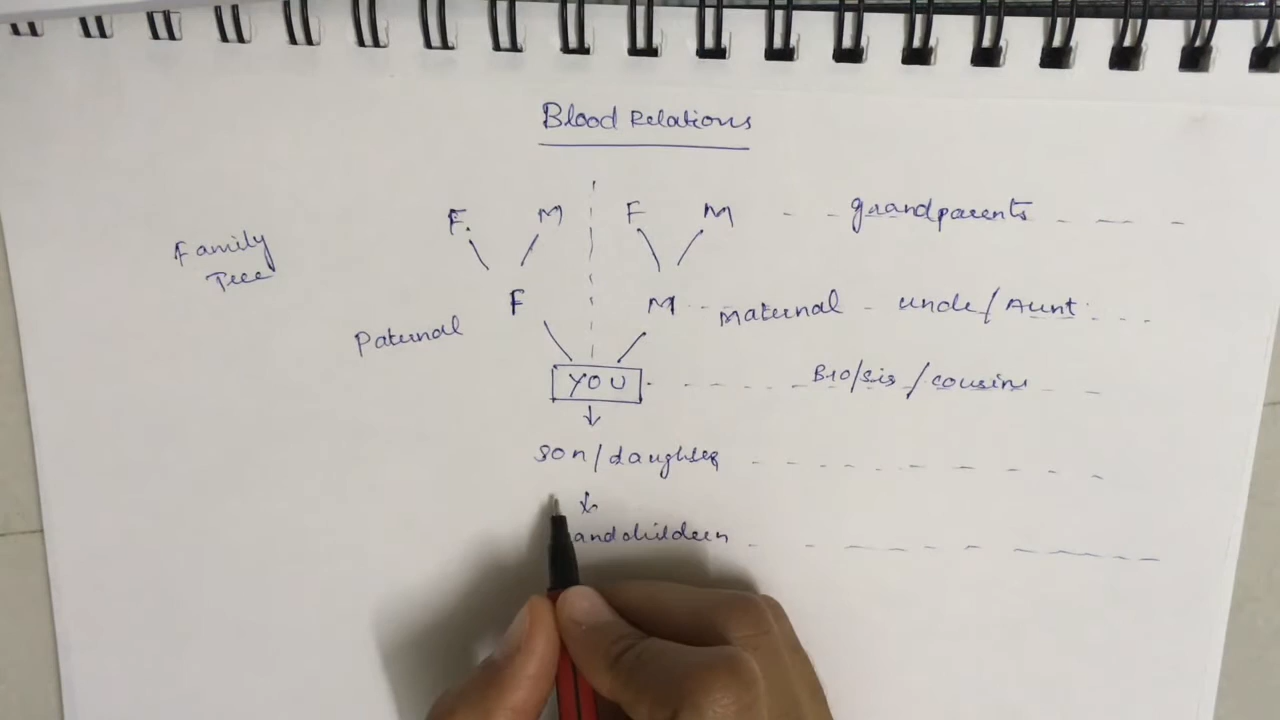 Blood Relations
F M F M grandparents
Family
Tree
F M Maternal uncle/Aunt
Paternal
YOU Bro/sis/cousins
son/daughter
andchildren